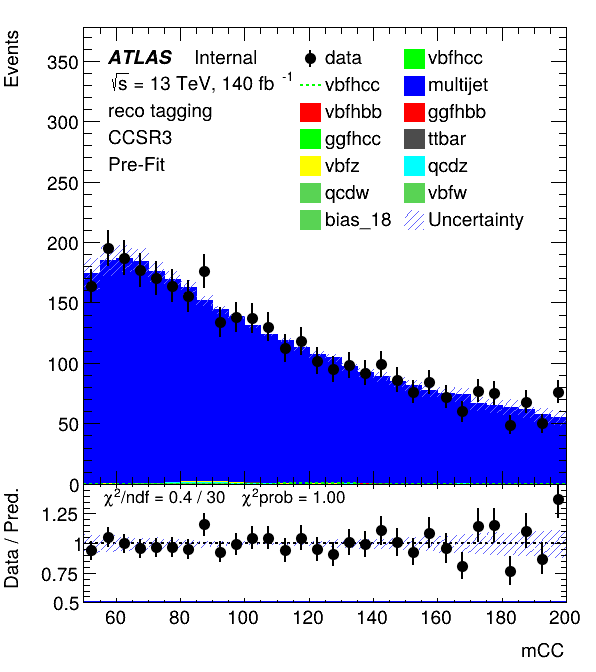 Events
350
300
250
200
150
100
50
0
ATLAS Internal
√s = 13 TeV, 140 fb⁻¹
reco tagging
CCSR3
Pre-Fit
data
vbfhcc
vbfhcc
multijet
vbfhbb
ggfhbb
ggfhcc
ttbar
vbfz
qcdz
qcdw
vbfw
bias_18
Uncertainty
χ²/ndf = 0.4 / 30 χ²prob = 1.00
Data / Pred.
1.25
1
0.75
0.5
60 80 100 120 140 160 180 200
mCC